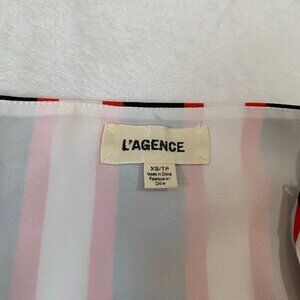 L'AGENCE
XS/TP
Made in China
Fabriqué en
Chine